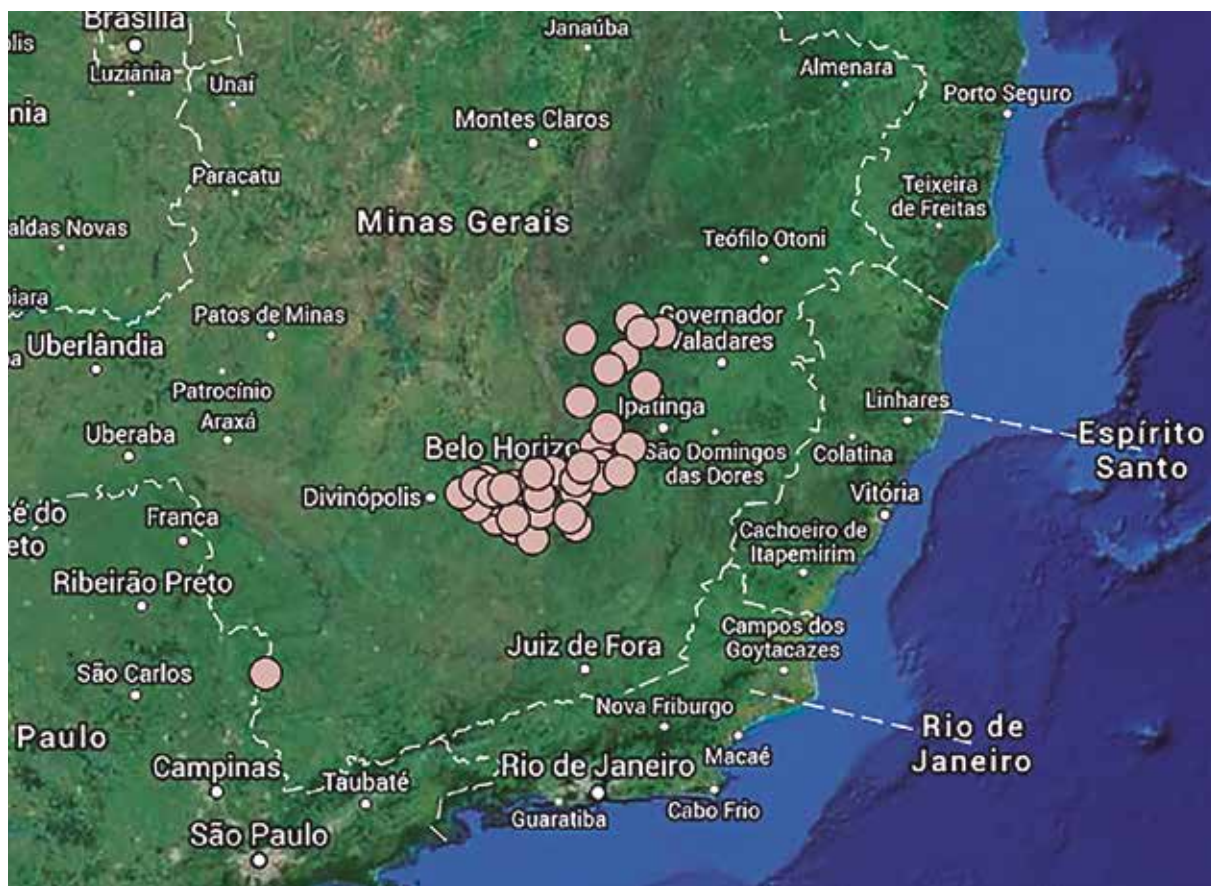 Brasília
Janaúba
Luziânia
Unaí
Almenara
Porto Seguro
Montes Claros
Paracatu
Teixeira
de Freitas
Minas Gerais
aldas Novas
Teófilo Otoni
Patos de Minas
Governador
Valadares
Uberlândia
Patrocínio
Araxá
Ipatinga
Linhares
Uberaba
Belo Horizo
São Domingos
das Dores
Colatina
Espírito
Santo
Divinópolis
Vitória
França
Cachoeiro de
Itapemirim
Ribeirão Preto
Campos dos
Goytacazes
Juiz de Fora
São Carlos
Nova Friburgo
Paulo
Rio de
Janeiro
Macaé
Campinas
Taubaté
Rio de Janeiro
Guaratiba
Cabo Frio
São Paulo